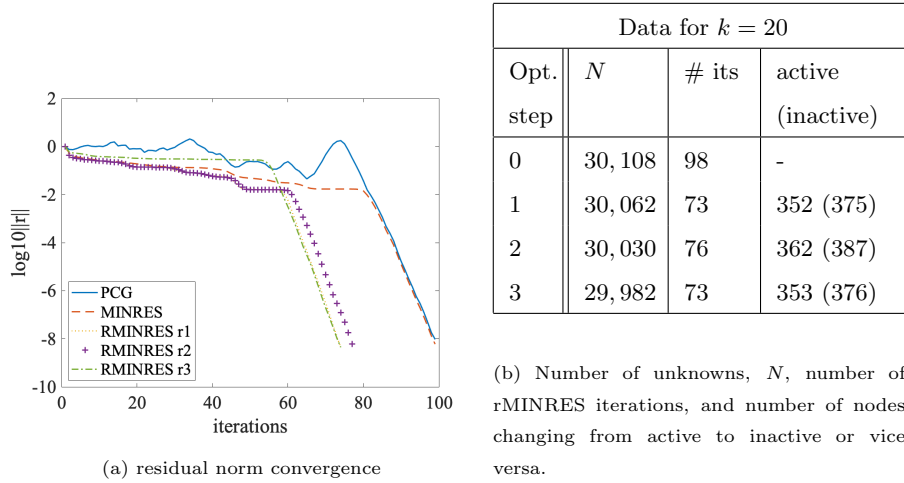 2
0
-2
-4
-6
-8
-10
log10||r||
PCG
MINRES
RMINRES r1
RMINRES r2
RMINRES r3
0 20 40 60 80 100
iterations
(a) residual norm convergence
Data for k = 20
Opt. step N # its active (inactive)
0 30,108 98 -
1 30,062 73 352 (375)
2 30,030 76 362 (387)
3 29,982 73 353 (376)
(b) Number of unknowns, N, number of
rMINRES iterations, and number of nodes
changing from active to inactive or vice
versa.